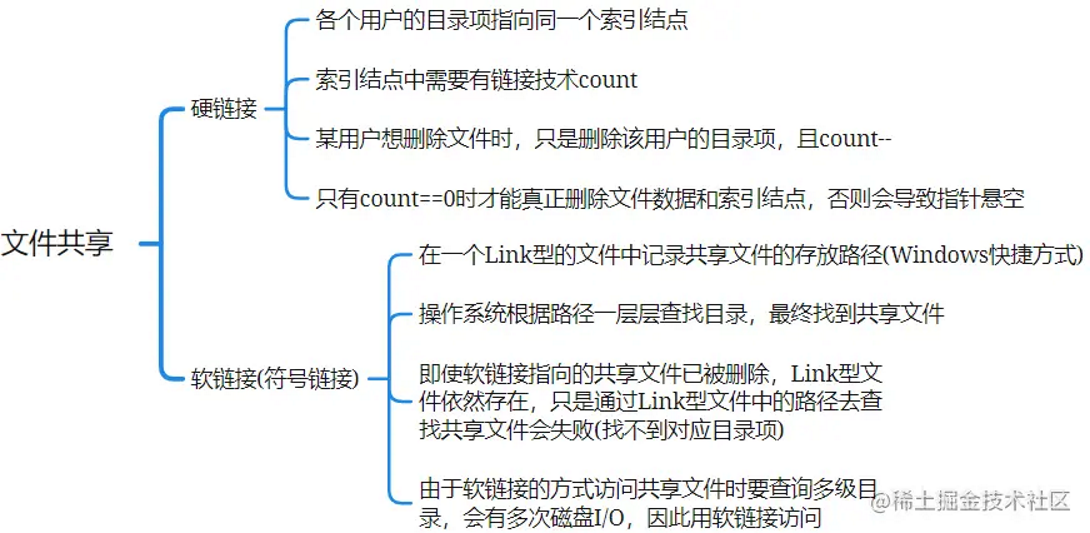 文件共享
硬链接
各个用户的目录项指向同一个索引结点
索引结点中需要有链接技术count
某用户想删除文件时，只是删除该用户的目录项，且count--
只有count==0时才能真正删除文件数据和索引结点，否则会导致指针悬空
软链接(符号链接)
在一个Link型的文件中记录共享文件的存放路径(Windows快捷方式)
操作系统根据路径一层层查找目录，最终找到共享文件
即使软链接指向的共享文件已被删除，Link型文
件依然存在，只是通过Link型文件中的路径去查
找共享文件会失败(找不到对应目录项)
由于软链接的方式访问共享文件时要查询多级目
录，会有多次磁盘I/O，因此用软链接访问
@稀土掘金技术社区